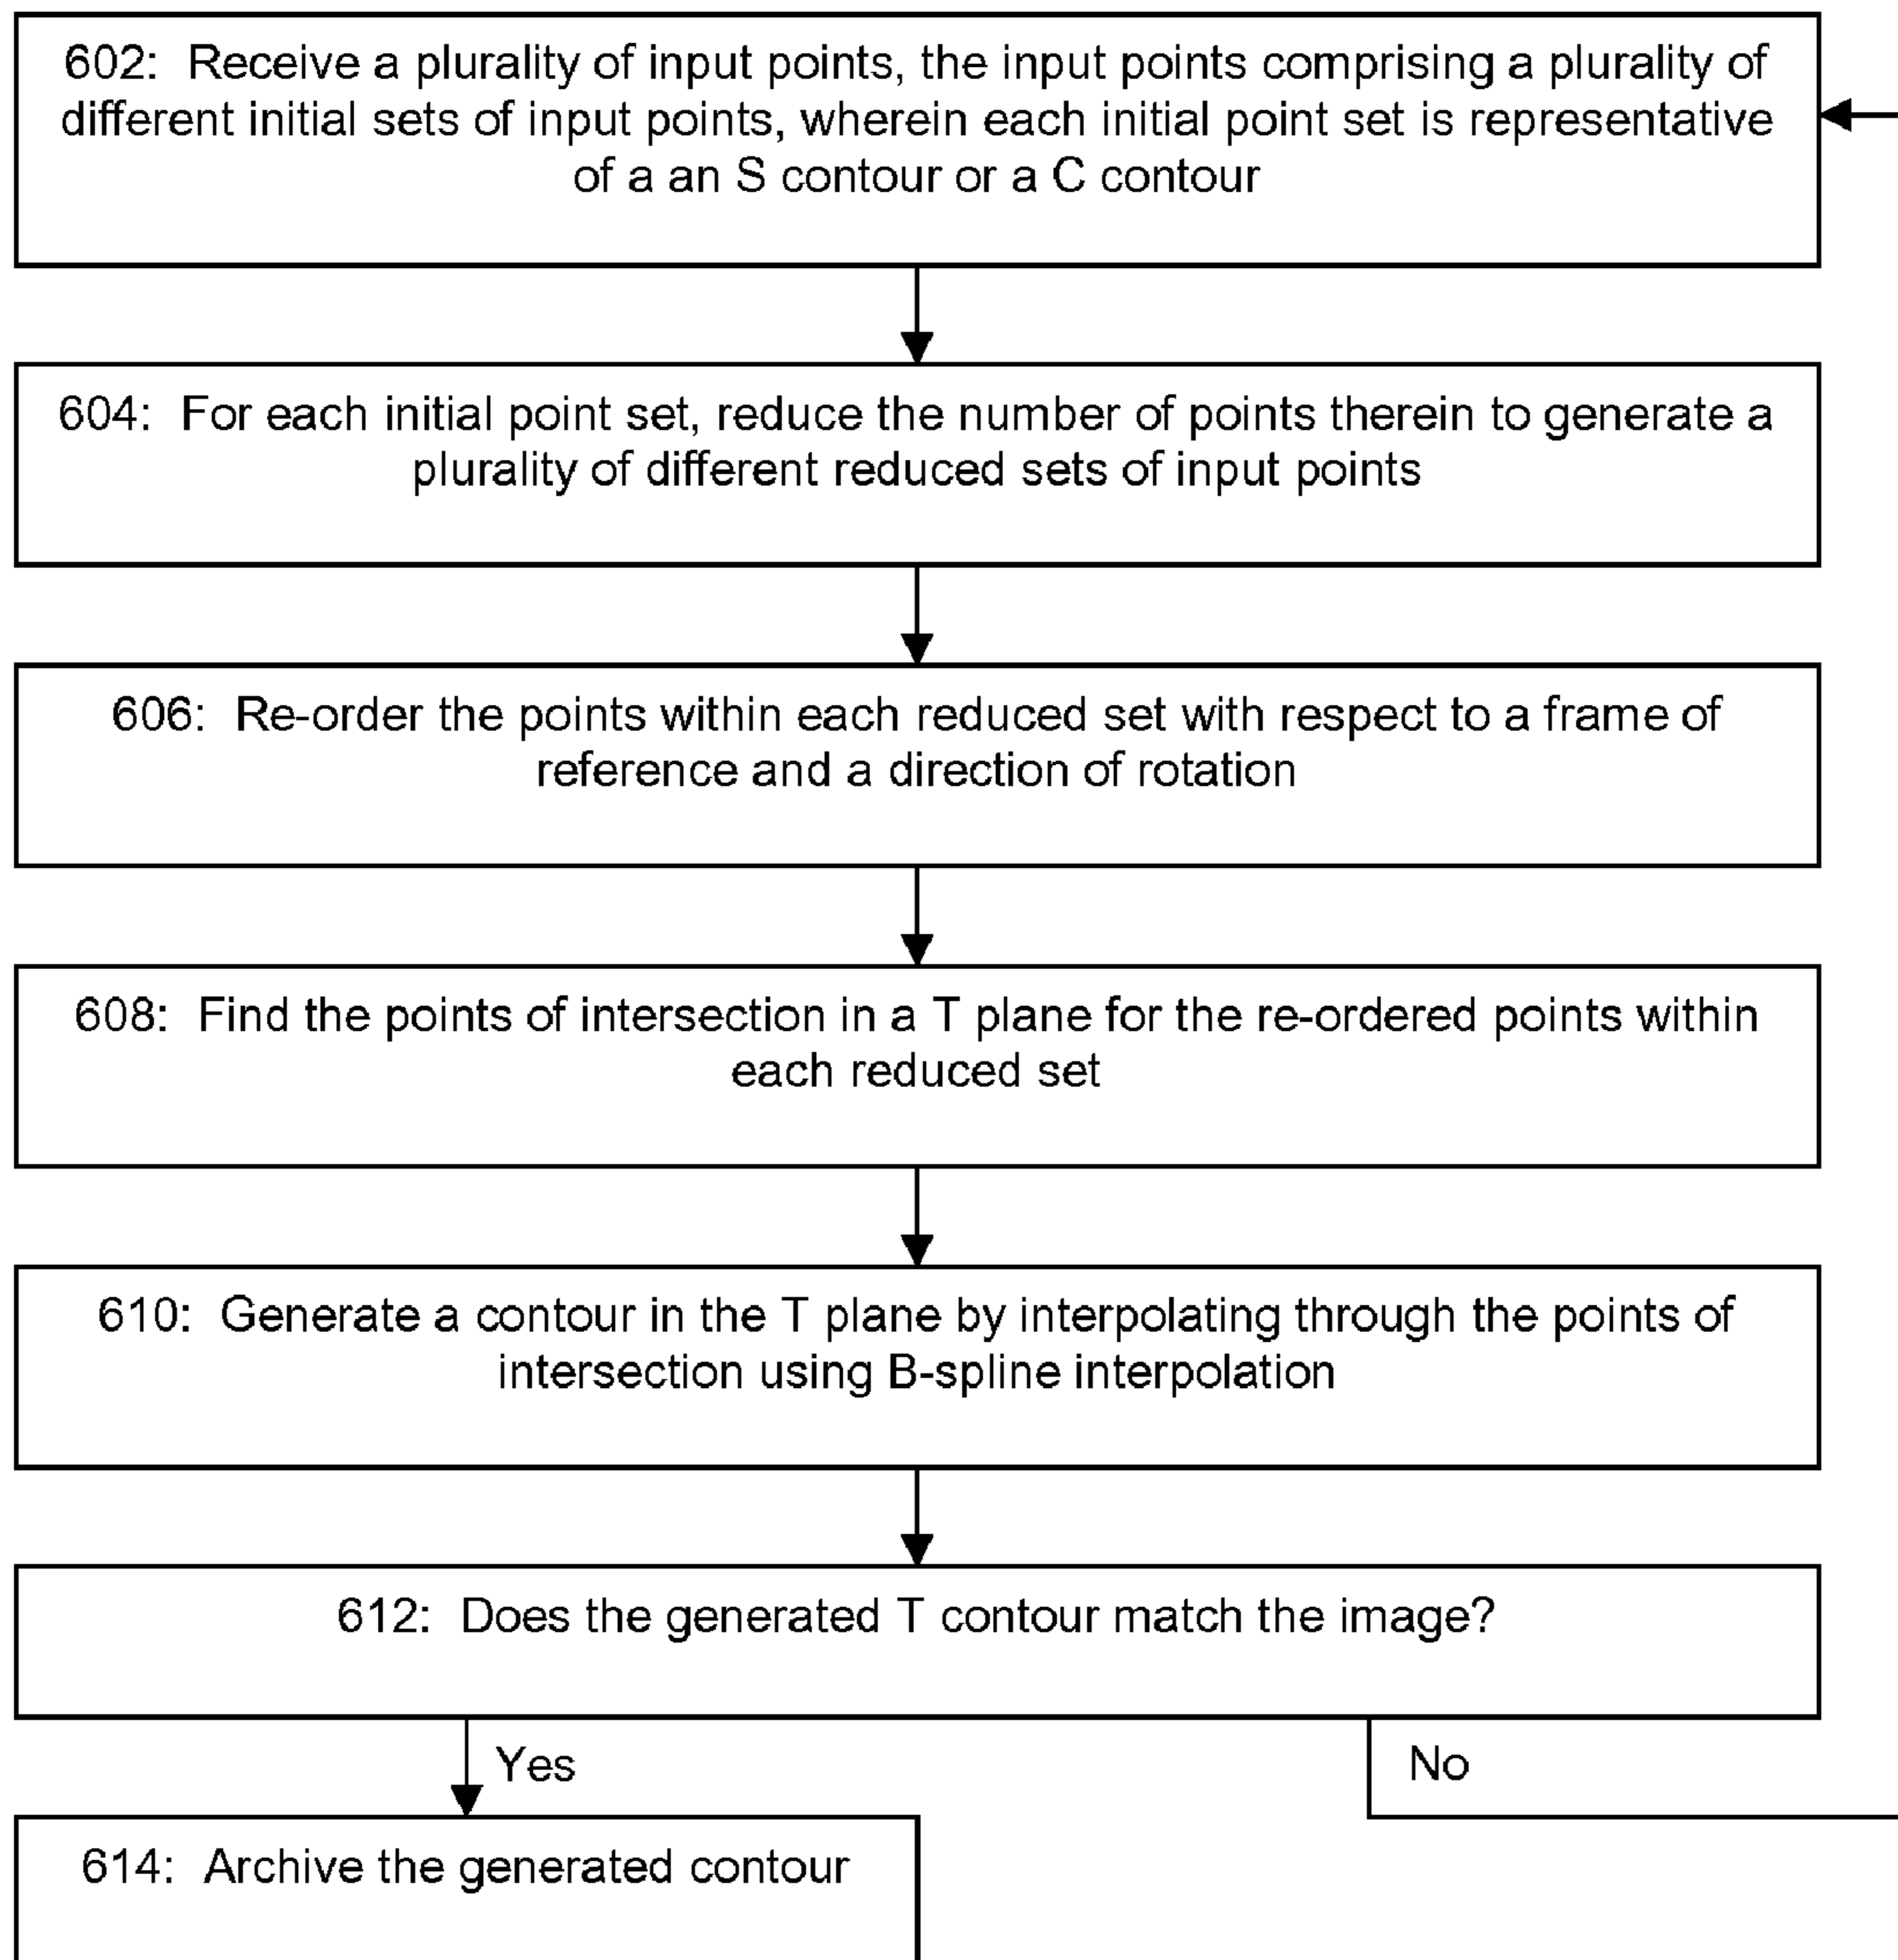 602:  Receive a plurality of input points, the input points comprising a plurality of
different initial sets of input points, wherein each initial point set is representative
of a an S contour or a C contour
604:  For each initial point set, reduce the number of points therein to generate a
plurality of different reduced sets of input points
606:  Re-order the points within each reduced set with respect to a frame of
reference and a direction of rotation
608:  Find the points of intersection in a T plane for the re-ordered points within
each reduced set
610:  Generate a contour in the T plane by interpolating through the points of
intersection using B-spline interpolation
612:  Does the generated T contour match the image?
Yes
No
614:  Archive the generated contour